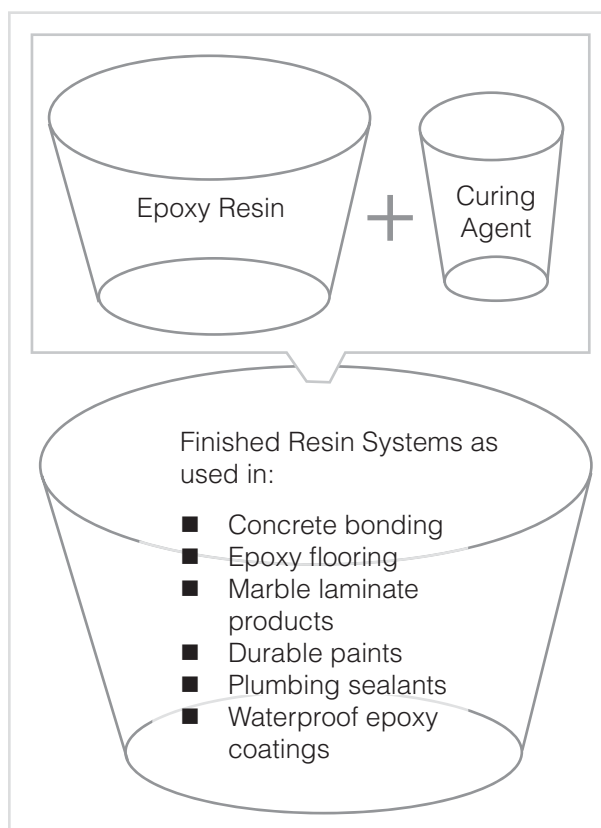 Epoxy Resin
+
Curing
Agent
Finished Resin Systems as
used in:
■ Concrete bonding
■ Epoxy flooring
■ Marble laminate
products
■ Durable paints
■ Plumbing sealants
■ Waterproof epoxy
coatings